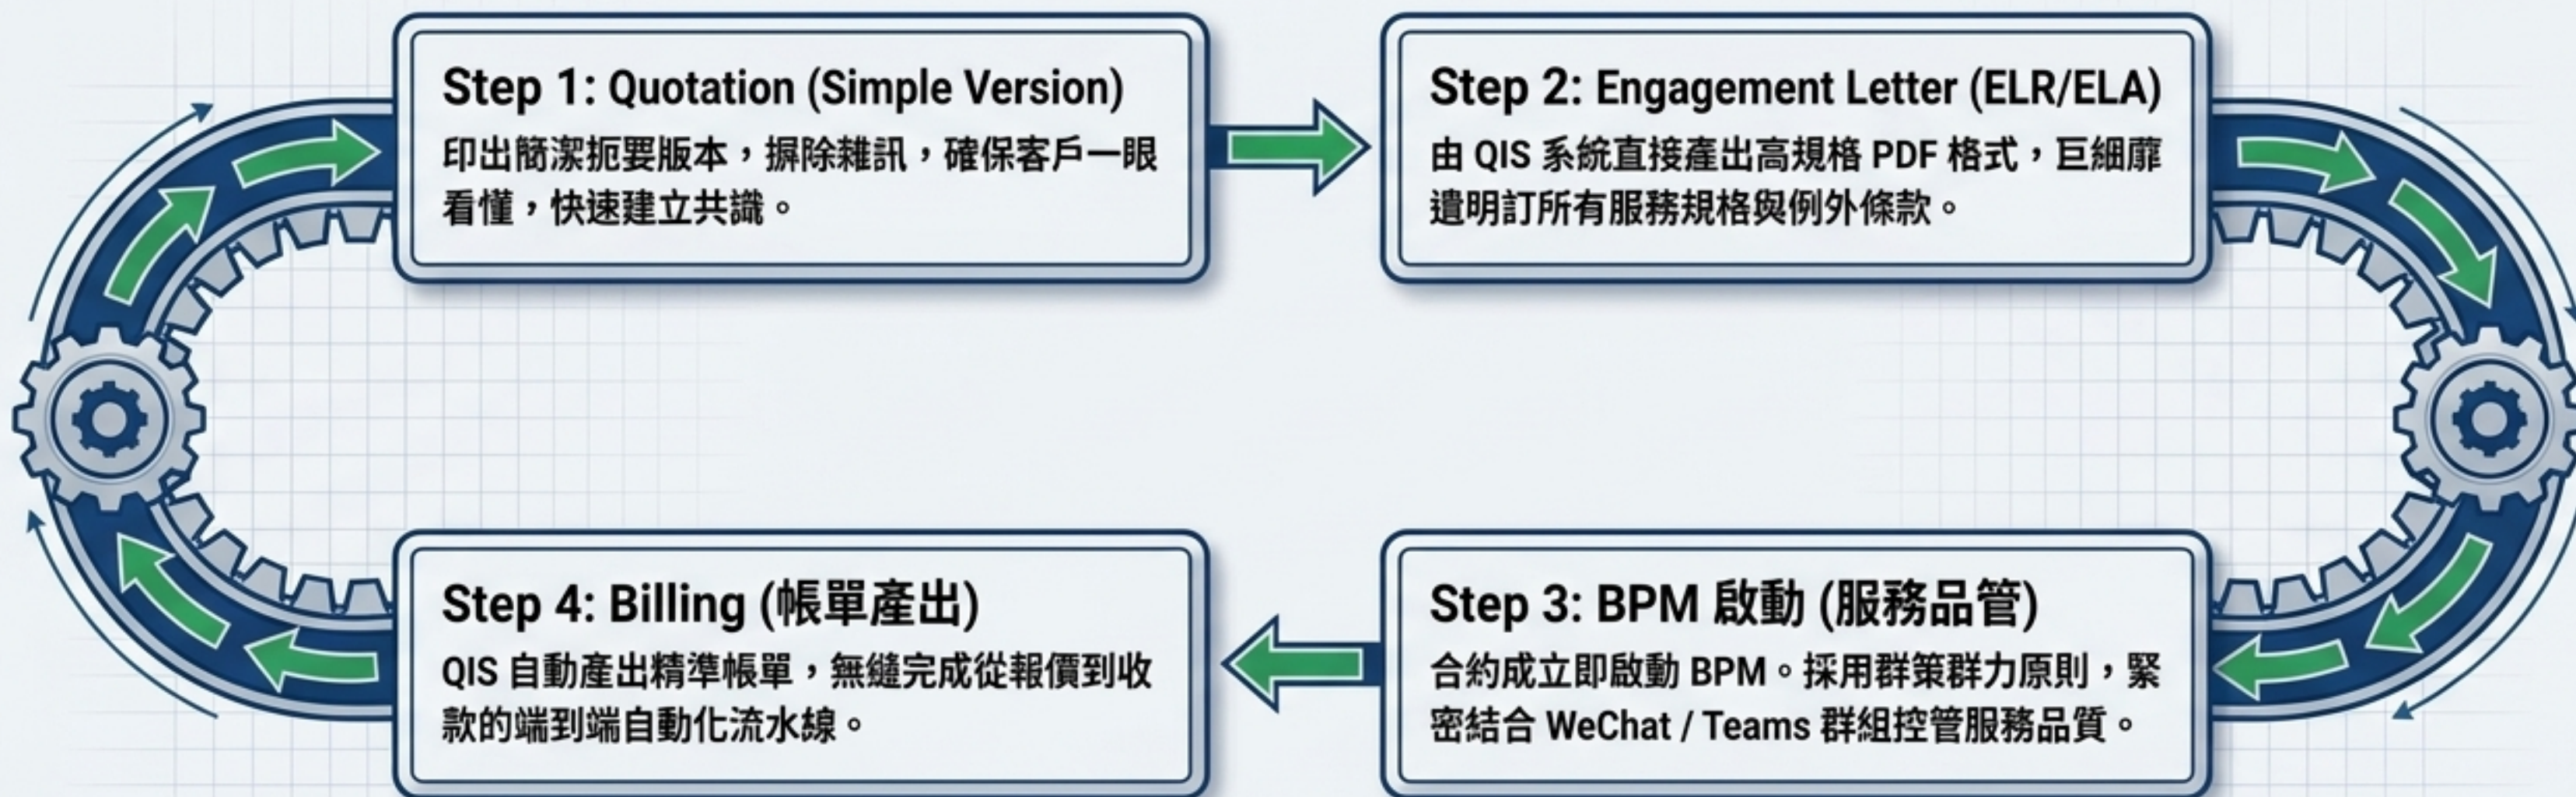 Step 1: Quotation (Simple Version)
印出簡潔扼要版本，摒除雜訊，確保客戶一眼
看懂，快速建立共識。
Step 2: Engagement Letter (ELR/ELA)
由 QIS 系統直接產出高規格 PDF 格式，巨細靡
遺明訂所有服務規格與例外條款。
Step 3: BPM 啟動 (服務品管)
合約成立即啟動 BPM。採用群策群力原則，緊
密結合 WeChat / Teams 群組控管服務品質。
Step 4: Billing (帳單產出)
QIS 自動產出精準帳單，無縫完成從報價到收
款的端到端自動化流水線。